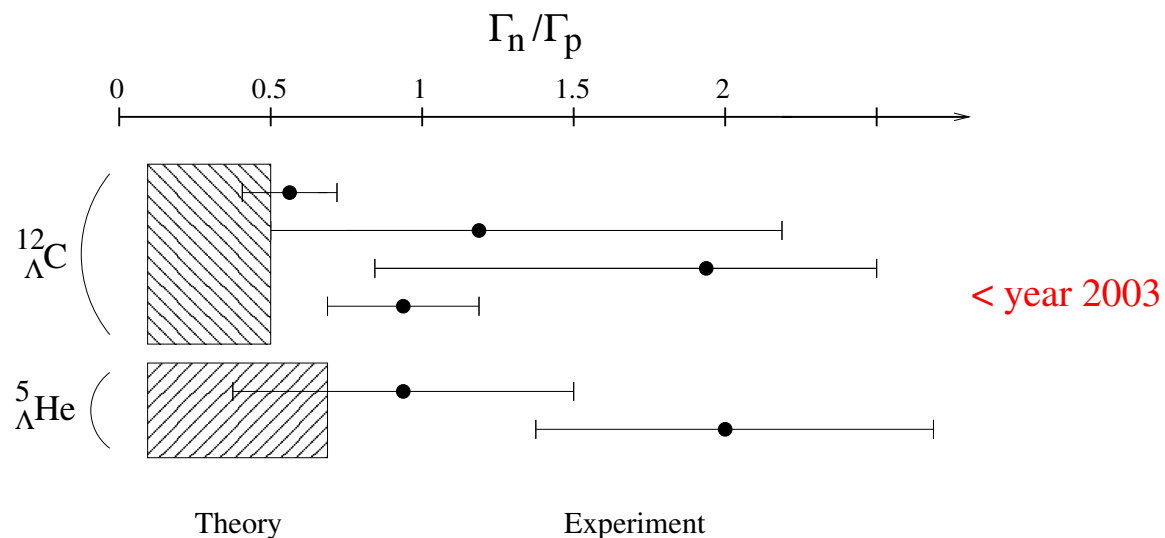 Γn /Γp
0 0.5 1 1.5 2
12ΛC
< year 2003
5ΛHe
Theory Experiment